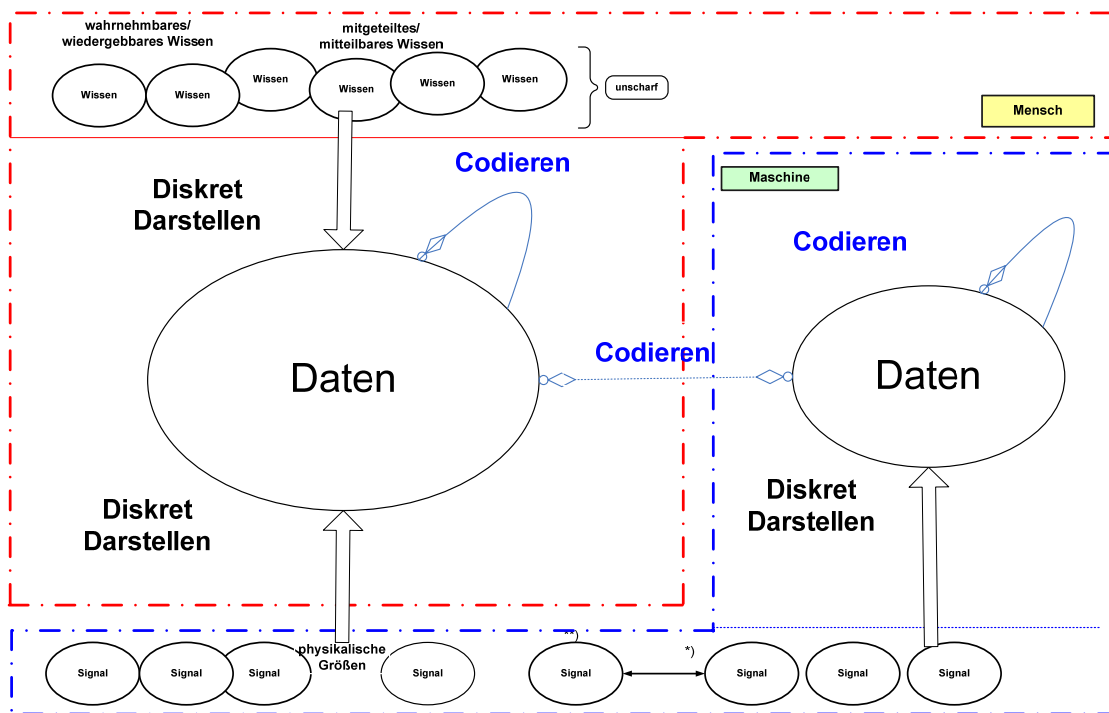 wahrnehmbares/
wiedergebbares Wissen
mitgeteiltes/
mitteilbares Wissen
Wissen
Wissen
Wissen
Wissen
Wissen
Wissen
unscharf
Mensch
Maschine
Codieren
Diskret
Darstellen
Codieren
Codieren
Daten
Daten
Diskret
Darstellen
Diskret
Darstellen
physikalische
Größen
**)
*)
Signal
Signal
Signal
Signal
Signal
Signal
Signal
Signal